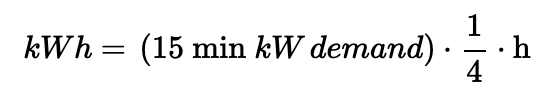 kWh = (15 min kW demand) · 1/4 · h